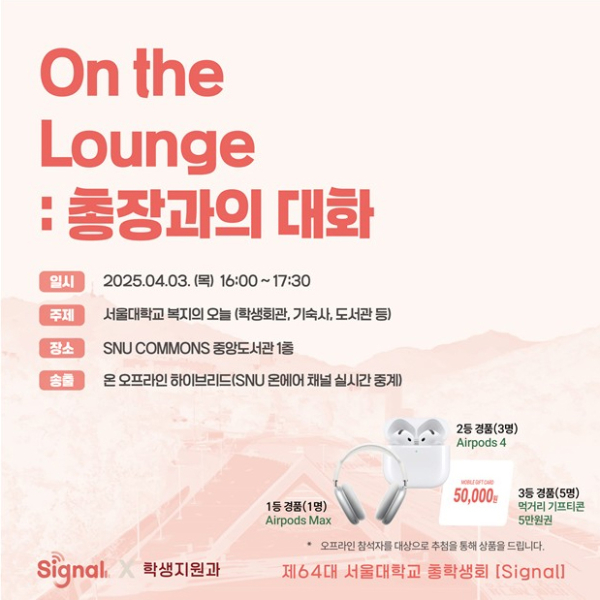 On the
Lounge
: 총장과의 대화
일시 2025.04.03. (목) 16:00 ~ 17:30
주제 서울대학교 복지의 오늘 (학생회관, 기숙사, 도서관 등)
장소 SNU COMMONS 중앙도서관 1층
송출 온 오프라인 하이브리드(SNU 온에어 채널 실시간 중계)
2등 경품(3명)
Airpods 4
MOBILE GIFT CARD
50,000원
1등 경품(1명)
Airpods Max
3등 경품(5명)
먹거리 기프티콘
5만원권
* 오프라인 참석자를 대상으로 추첨을 통해 상품을 드립니다.
Signal X 학생지원과
제64대 서울대학교 총학생회 [Signal]